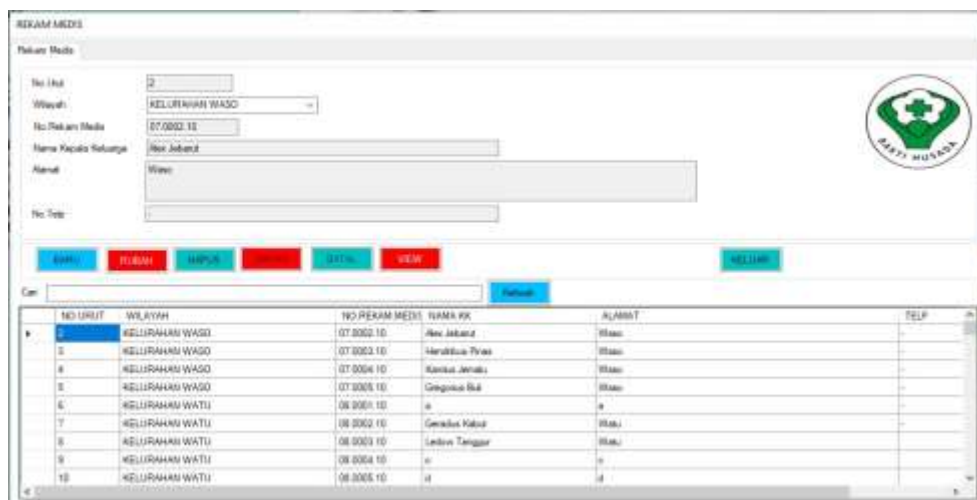 REKAM MEDIS
Rekam Medis
No.Urut 2
Wilayah KELURAHAN WASO
No.Rekam Medis 07.0002.10
Nama Kepala Keluarga Alex Jebarut
Alamat Waso
No.Telp -
BAKTI HUSADA
BARU RUBAH HAPUS BATAL VIEW KELUAR
Cari Refresh
NO URUT WILAYAH NO.REKAM MEDIS NAMA KK ALAMAT TELP
2 KELURAHAN WASO 07.0002.10 Alex Jebarut Waso -
3 KELURAHAN WASO 07.0003.10 Waso -
4 KELURAHAN WASO 07.0004.10 Waso -
5 KELURAHAN WASO 07.0005.10 Gregorius Waso -
6 KELURAHAN WATU 08.0001.10 a a -
7 KELURAHAN WATU 08.0002.10 Geradus Kabur Watu -
8 KELURAHAN WATU 08.0003.10 Watu
9 KELURAHAN WATU 08.0004.10 c c
10 KELURAHAN WATU 08.0005.10 d d